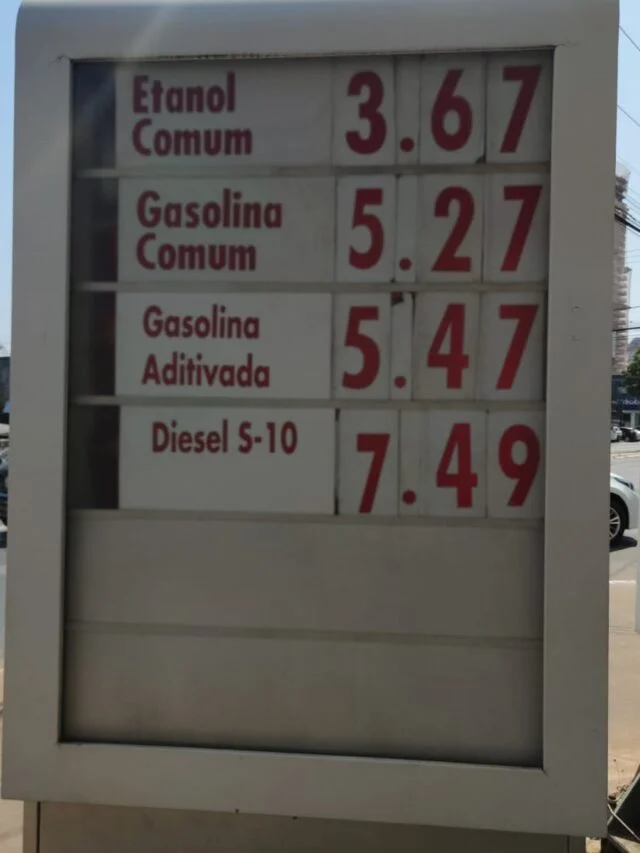 Etanol
Comum 3.67
Gasolina
Comum 5.27
Gasolina
Aditivada 5.47
Diesel S-10 7.49